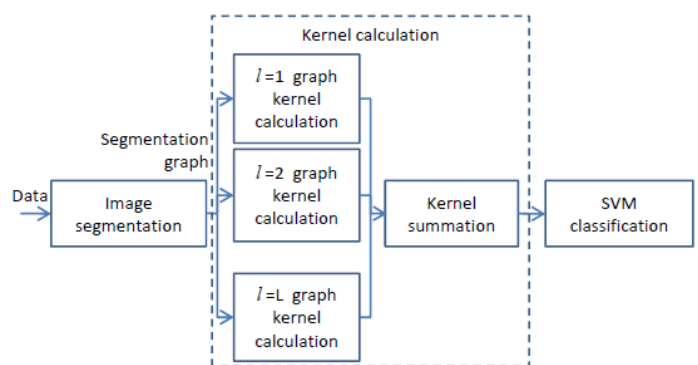 Kernel calculation
l=1 graph
kernel
calculation
Segmentation
graph
l=2 graph
kernel
calculation
Data
Image
segmentation
Kernel
summation
SVM
classification
l=L graph
kernel
calculation